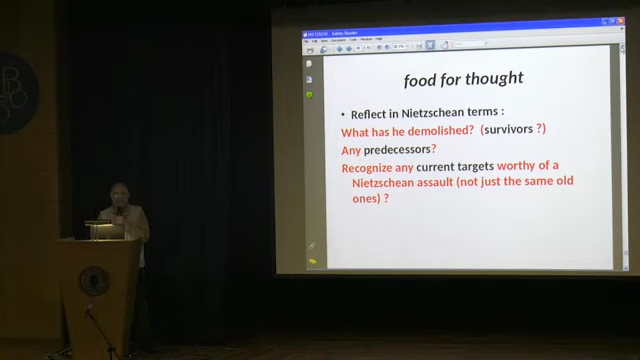 food for thought
• Reflect in Nietzschean terms :
What has he demolished? (survivors ?)
Any predecessors?
Recognize any current targets worthy of a
Nietzschean assault (not just the same old
ones) ?